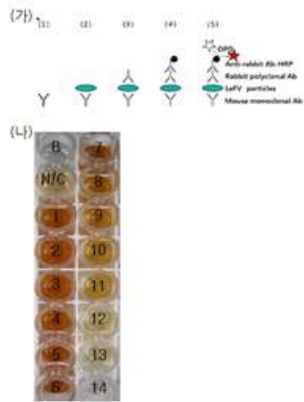 (가)
(1) (2) (3) (4) (5)
OPD
Anti-rabbit Ab-HRP
Rabbit polyclonal Ab
LeFV particles
Mouse monoclonal Ab
(나)
B 7
N/C 8
1 9
2 10
3 11
4 12
5 13
6 14